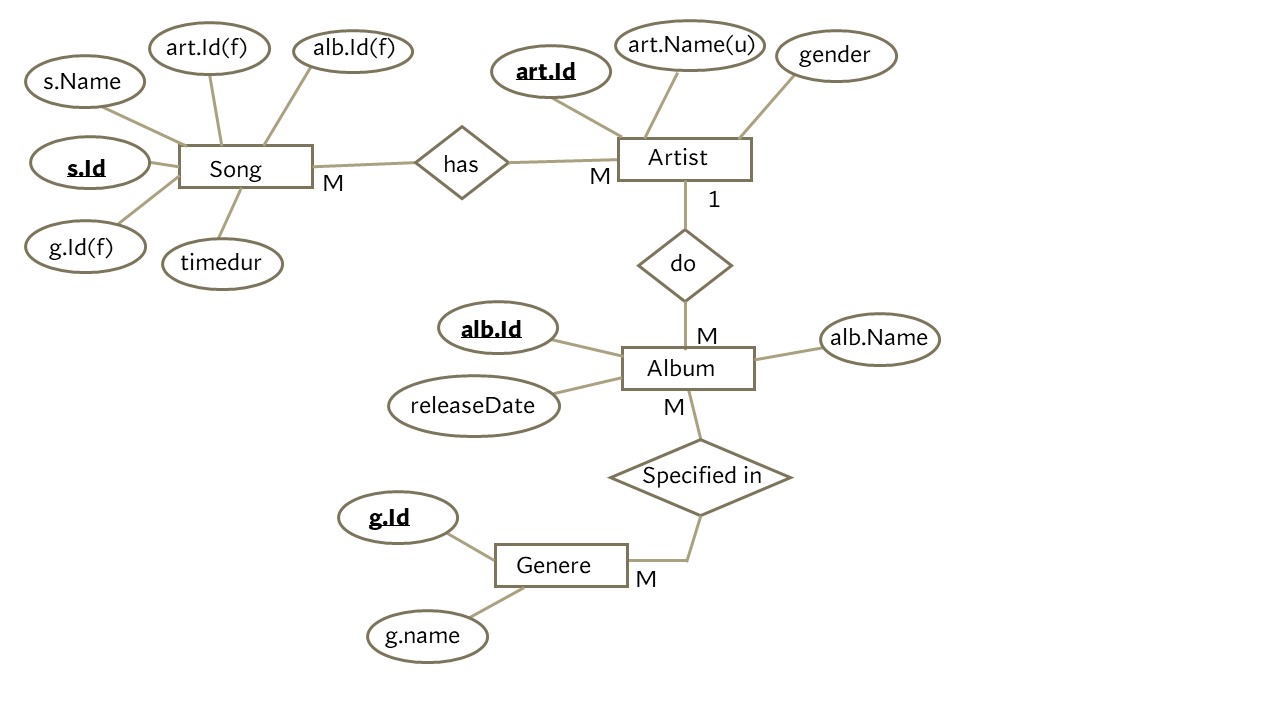 art.Id(f)
alb.Id(f)
art.Name(u)
gender
s.Name
art.Id
s.Id
Song
M
has
M
Artist
1
g.Id(f)
timedur
do
alb.Id
M
alb.Name
Album
releaseDate
M
Specified in
g.Id
Genere
M
g.name